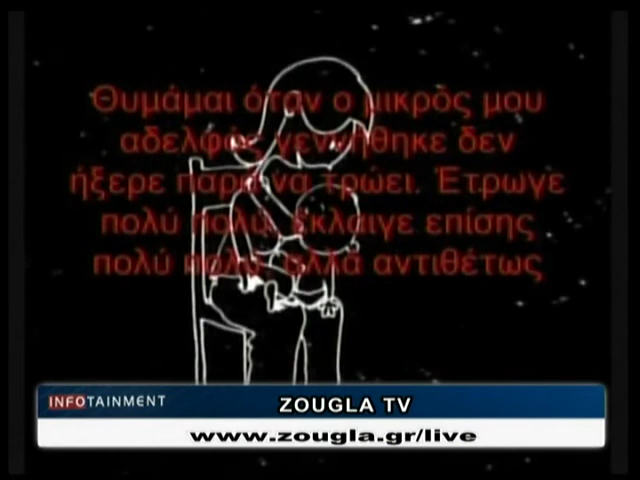 Θυμάμαι όταν ο μικρός μου
αδελφός γεννήθηκε δεν
ήξερε παρά να τρώει. Έτρωγε
πολύ πολύ, έκλαιγε επίσης
πολύ πολύ, αλλά αντιθέτως
INFOTAINMENT
ZOUGLA TV
www.zougla.gr/live